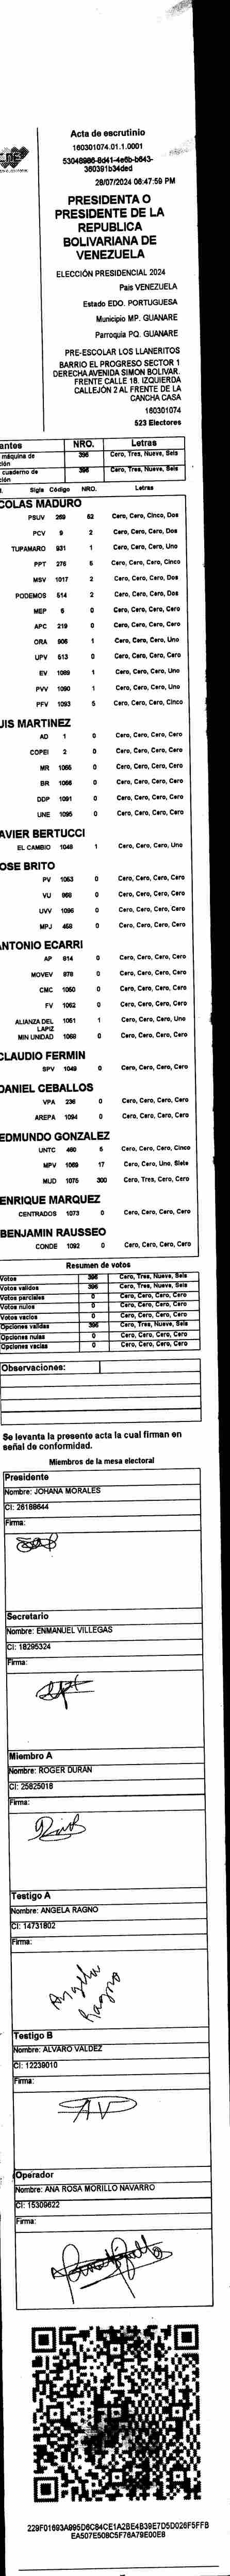 CNE
Acta de escrutinio
160301074.01.1.0001
53048986-8d41-4e6b-b643-
360391b34ded
28/07/2024 06:47:59 PM
PRESIDENTA O
PRESIDENTE DE LA
REPUBLICA
BOLIVARIANA DE
VENEZUELA
ELECCIÓN PRESIDENCIAL 2024
Pais VENEZUELA
Estado EDO. PORTUGUESA
Municipio MP. GUANARE
Parroquia PQ. GUANARE
PRE-ESCOLAR LOS LLANERITOS
BARRIO EL PROGRESO SECTOR 1
DERECHA AVENIDA SIMON BOLIVAR.
FRENTE CALLE 18. IZQUIERDA
CALLEJÓN 2 AL FRENTE DE LA
CANCHA CASA
160301074
523 Electores
antes NRO. Letras
máquina de 396 Cero, Tres, Nueve, Seis
ción
cuaderno de 396 Cero, Tres, Nueve, Seis
ción
Sigla Código NRO. Letras
COLAS MADURO
PSUV 269 52 Cero, Cero, Cinco, Dos
PCV 9 2 Cero, Cero, Cero, Dos
TUPAMARO 931 1 Cero, Cero, Cero, Uno
PPT 276 5 Cero, Cero, Cero, Cinco
MSV 1017 2 Cero, Cero, Cero, Dos
PODEMOS 514 2 Cero, Cero, Cero, Dos
MEP 6 0 Cero, Cero, Cero, Cero
APC 219 0 Cero, Cero, Cero, Cero
ORA 906 1 Cero, Cero, Cero, Uno
UPV 613 0 Cero, Cero, Cero, Cero
EV 1089 1 Cero, Cero, Cero, Uno
PVV 1090 1 Cero, Cero, Cero, Uno
PFV 1093 5 Cero, Cero, Cero, Cinco
UIS MARTINEZ
AD 1 0 Cero, Cero, Cero, Cero
COPEI 2 0 Cero, Cero, Cero, Cero
MR 1065 0 Cero, Cero, Cero, Cero
BR 1066 0 Cero, Cero, Cero, Cero
DDP 1091 0 Cero, Cero, Cero, Cero
UNE 1095 0 Cero, Cero, Cero, Cero
AVIER BERTUCCI
EL CAMBIO 1048 1 Cero, Cero, Cero, Uno
OSE BRITO
PV 1053 0 Cero, Cero, Cero, Cero
VU 968 0 Cero, Cero, Cero, Cero
UVV 1096 0 Cero, Cero, Cero, Cero
MPJ 458 0 Cero, Cero, Cero, Cero
ANTONIO ECARRI
AP 814 0 Cero, Cero, Cero, Cero
MOVEV 878 0 Cero, Cero, Cero, Cero
CMC 1050 0 Cero, Cero, Cero, Cero
FV 1062 0 Cero, Cero, Cero, Cero
ALIANZA DEL 1061 1 Cero, Cero, Cero, Uno
LAPIZ
MIN UNIDAD 1068 0 Cero, Cero, Cero, Cero
CLAUDIO FERMIN
SPV 1049 0 Cero, Cero, Cero, Cero
DANIEL CEBALLOS
VPA 236 0 Cero, Cero, Cero, Cero
AREPA 1094 0 Cero, Cero, Cero, Cero
EDMUNDO GONZALEZ
UNTC 460 5 Cero, Cero, Cero, Cinco
MPV 1069 17 Cero, Cero, Uno, Siete
MUD 1075 300 Cero, Tres, Cero, Cero
ENRIQUE MARQUEZ
CENTRADOS 1073 0 Cero, Cero, Cero, Cero
BENJAMIN RAUSSEO
CONDE 1092 0 Cero, Cero, Cero, Cero
Resumen de votos
Votos 396 Cero, Tres, Nueve, Seis
Votos validos 396 Cero, Tres, Nueve, Seis
Votos parciales 0 Cero, Cero, Cero, Cero
Votos nulos 0 Cero, Cero, Cero, Cero
Votos vacios 0 Cero, Cero, Cero, Cero
Opciones validas 396 Cero, Tres, Nueve, Seis
Opciones nulas 0 Cero, Cero, Cero, Cero
Opciones vacias 0 Cero, Cero, Cero, Cero
Observaciones:
Se levanta la presente acta la cual firman en
señal de conformidad.
Miembros de la mesa electoral
Presidente
Nombre: JOHANA MORALES
CI: 26188644
Firma:
Secretario
Nombre: ENMANUEL VILLEGAS
CI: 18295324
Firma:
Miembro A
Nombre: ROGER DURAN
CI: 25825018
Firma:
Testigo A
Nombre: ANGELA RAGNO
CI: 14731802
Firma:
Angella
Ragno
Testigo B
Nombre: ALVARO VALDEZ
CI: 12239010
Firma:
AV
Operador
Nombre: ANA ROSA MORILLO NAVARRO
CI: 15309622
Firma:
229F01693A995D6C84CE1A2BE4B39E7D5D026F5FFB
EA507E508C5F76A79E00E8